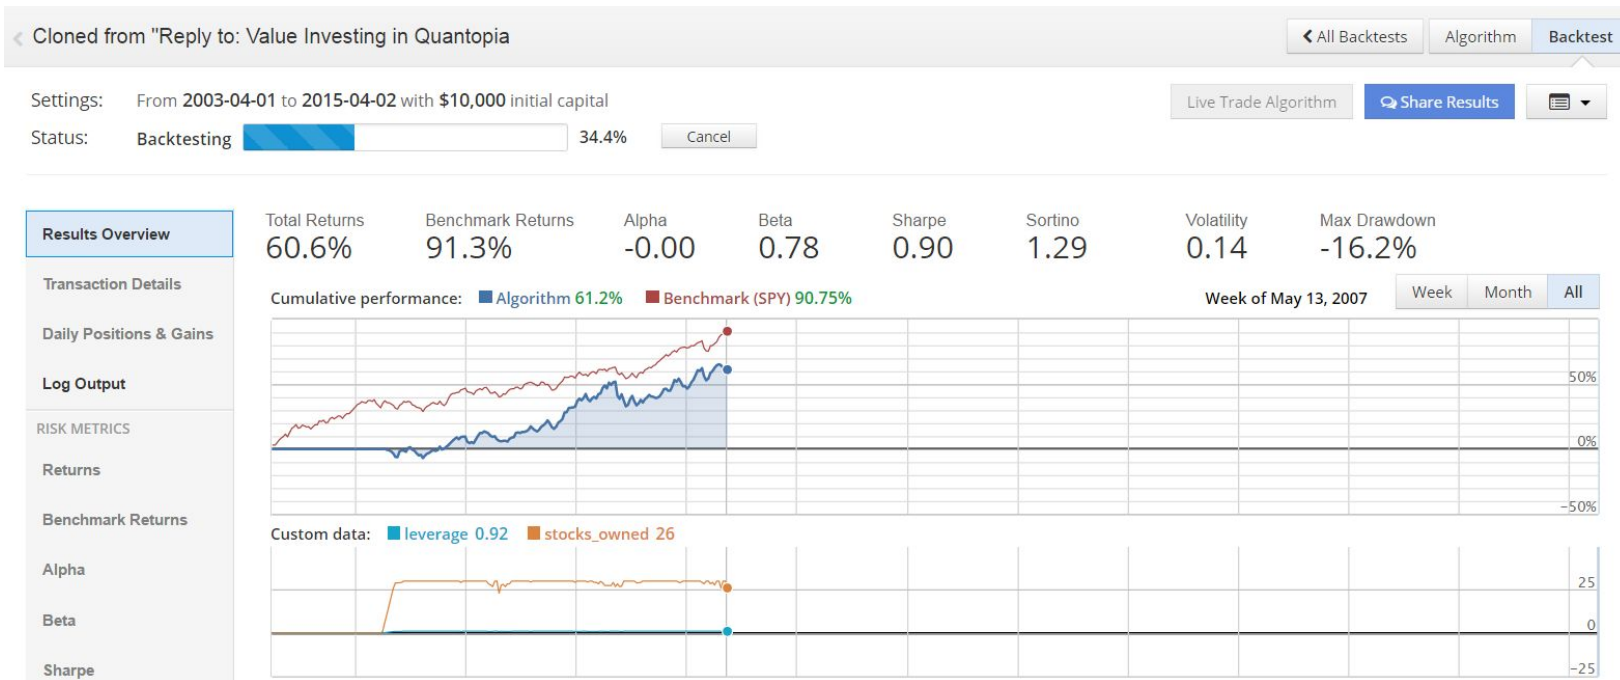 Cloned from "Reply to: Value Investing in Quantopia
All Backtests
Algorithm
Backtest
Settings: From 2003-04-01 to 2015-04-02 with $10,000 initial capital
Live Trade Algorithm
Share Results
Status: Backtesting 34.4% Cancel
Results Overview
Transaction Details
Daily Positions & Gains
Log Output
RISK METRICS
Returns
Benchmark Returns
Alpha
Beta
Sharpe
Total Returns Benchmark Returns Alpha Beta Sharpe Sortino Volatility Max Drawdown
60.6% 91.3% -0.00 0.78 0.90 1.29 0.14 -16.2%
Cumulative performance: Algorithm 61.2% Benchmark (SPY) 90.75% Week of May 13, 2007 Week Month All
50%
0%
-50%
Custom data: leverage 0.92 stocks_owned 26
25
0
-25